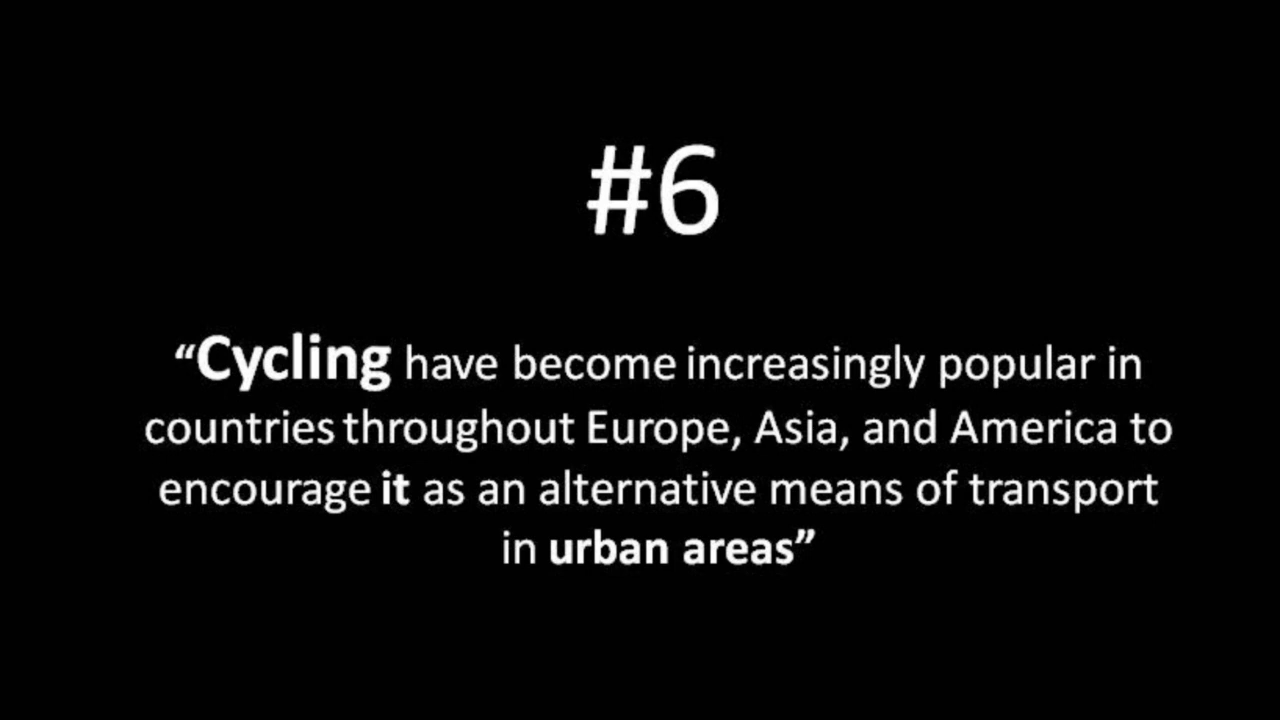 #6
“Cycling have become increasingly popular in
countries throughout Europe, Asia, and America to
encourage it as an alternative means of transport
in urban areas”